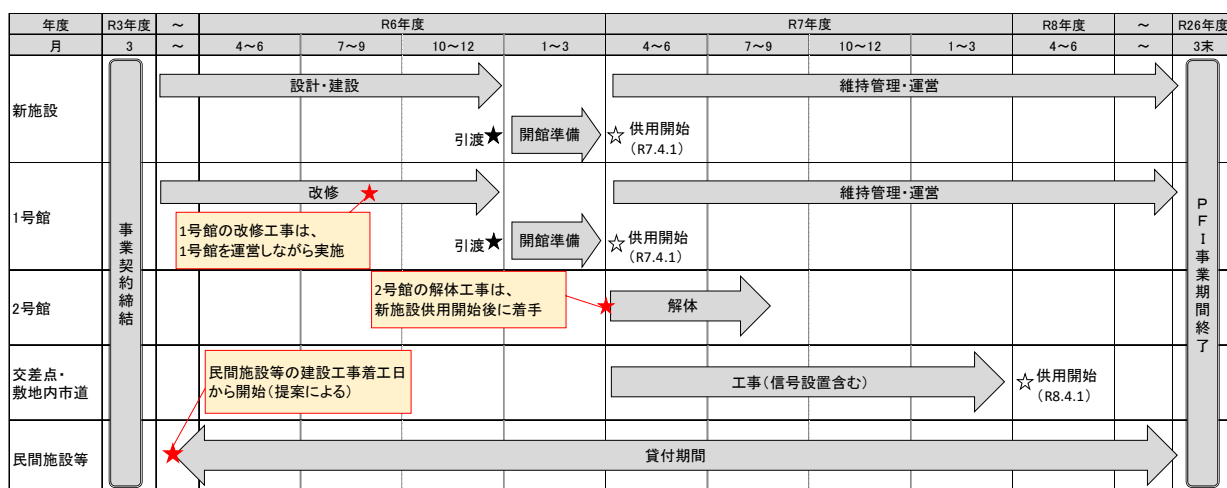 年度 R3年度 ～ R6年度 R7年度 R8年度 ～ R26年度
月 3 ～ 4～6 7～9 10～12 1～3 4～6 7～9 10～12 1～3 4～6 ～ 3末
事業契約締結
PFI事業期間終了
新施設
設計・建設
維持管理・運営
引渡★
開館準備
☆供用開始
(R7.4.1)
1号館
改修
維持管理・運営
1号館の改修工事は、
1号館を運営しながら実施
引渡★
開館準備
☆供用開始
(R7.4.1)
2号館
2号館の解体工事は、
新施設供用開始後に着手
解体
交差点・
敷地内市道
民間施設等の建設工事着工日
から開始(提案による)
工事(信号設置含む)
☆供用開始
(R8.4.1)
民間施設等
貸付期間